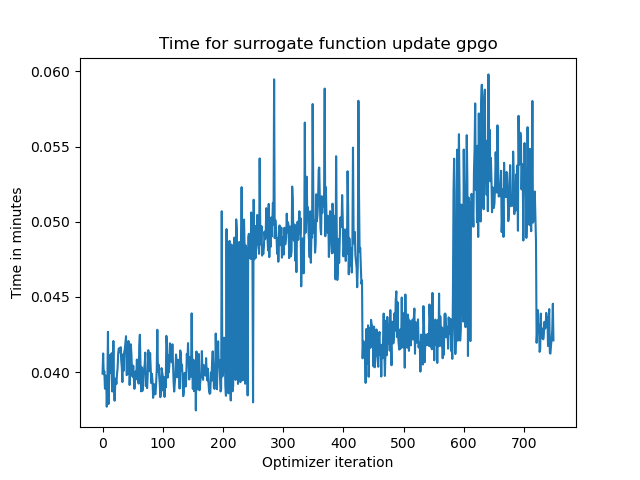 Time for surrogate function update gpgo
0.060
0.055
0.050
0.045
0.040
Time in minutes
0 100 200 300 400 500 600 700
Optimizer iteration